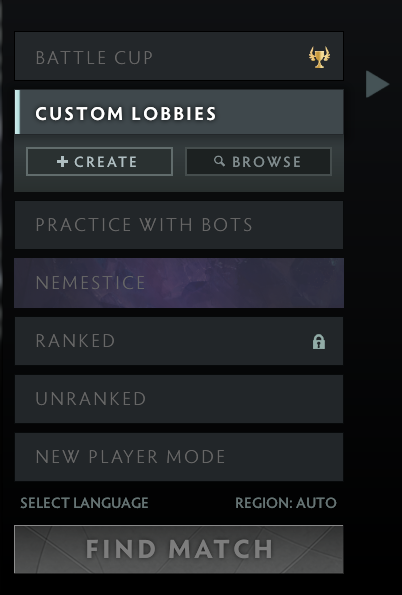 BATTLE CUP
CUSTOM LOBBIES
CREATE
BROWSE
PRACTICE WITH BOTS
NEMESTICE
RANKED
UNRANKED
NEW PLAYER MODE
SELECT LANGUAGE
REGION: AUTO
FIND MATCH